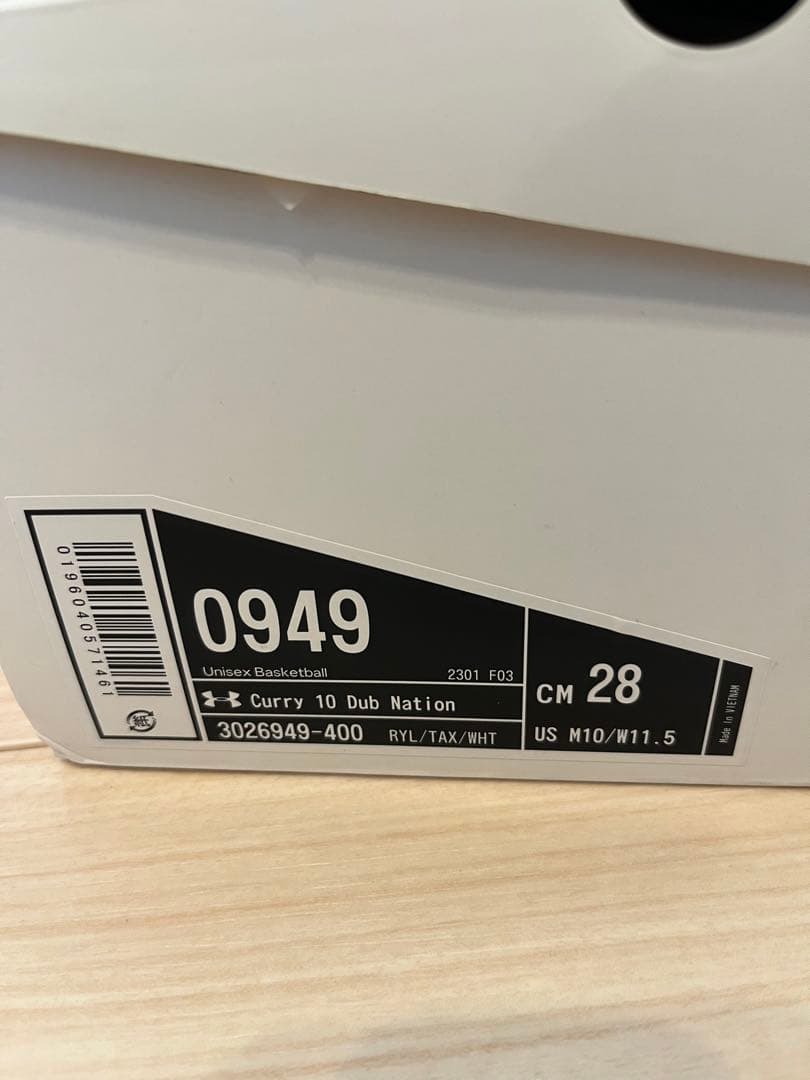 0196040571461
紙
0949
Unisex Basketball 2301 F03
Curry 10 Dub Nation
3026949-400 RYL/TAX/WHT
CM 28
US M10/W11.5
Made in VIETNAM